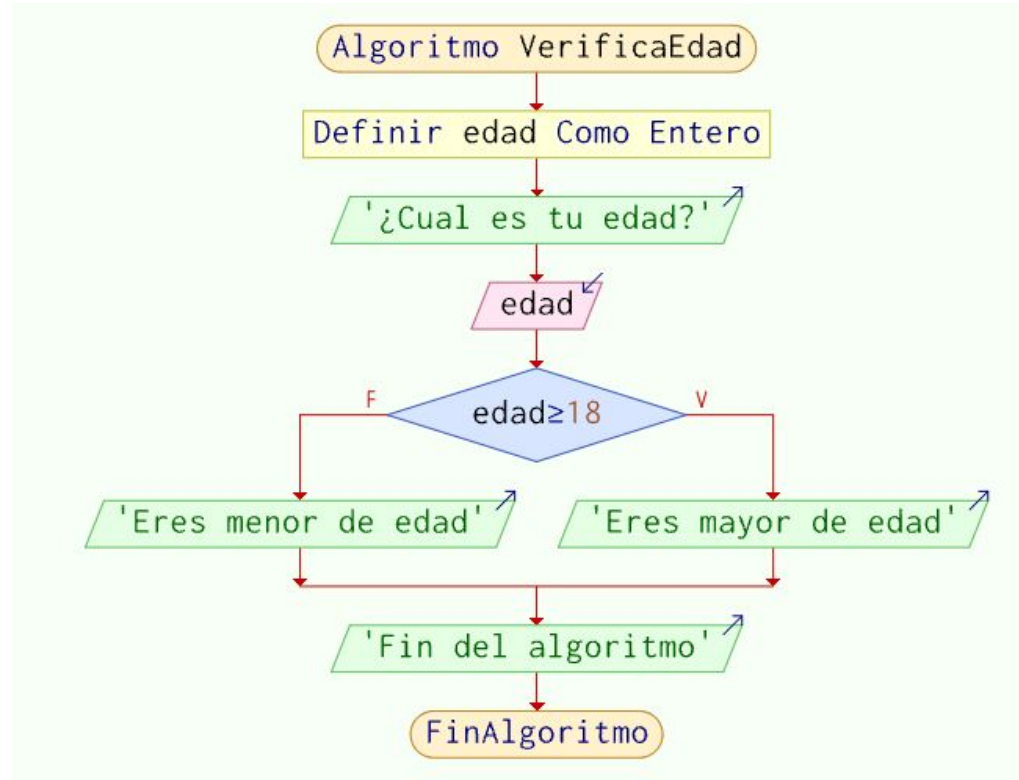 Algoritmo VerificaEdad
Definir edad Como Entero
'¿Cual es tu edad?'
edad
F
V
edad≥18
'Eres menor de edad'
'Eres mayor de edad'
'Fin del algoritmo'
FinAlgoritmo